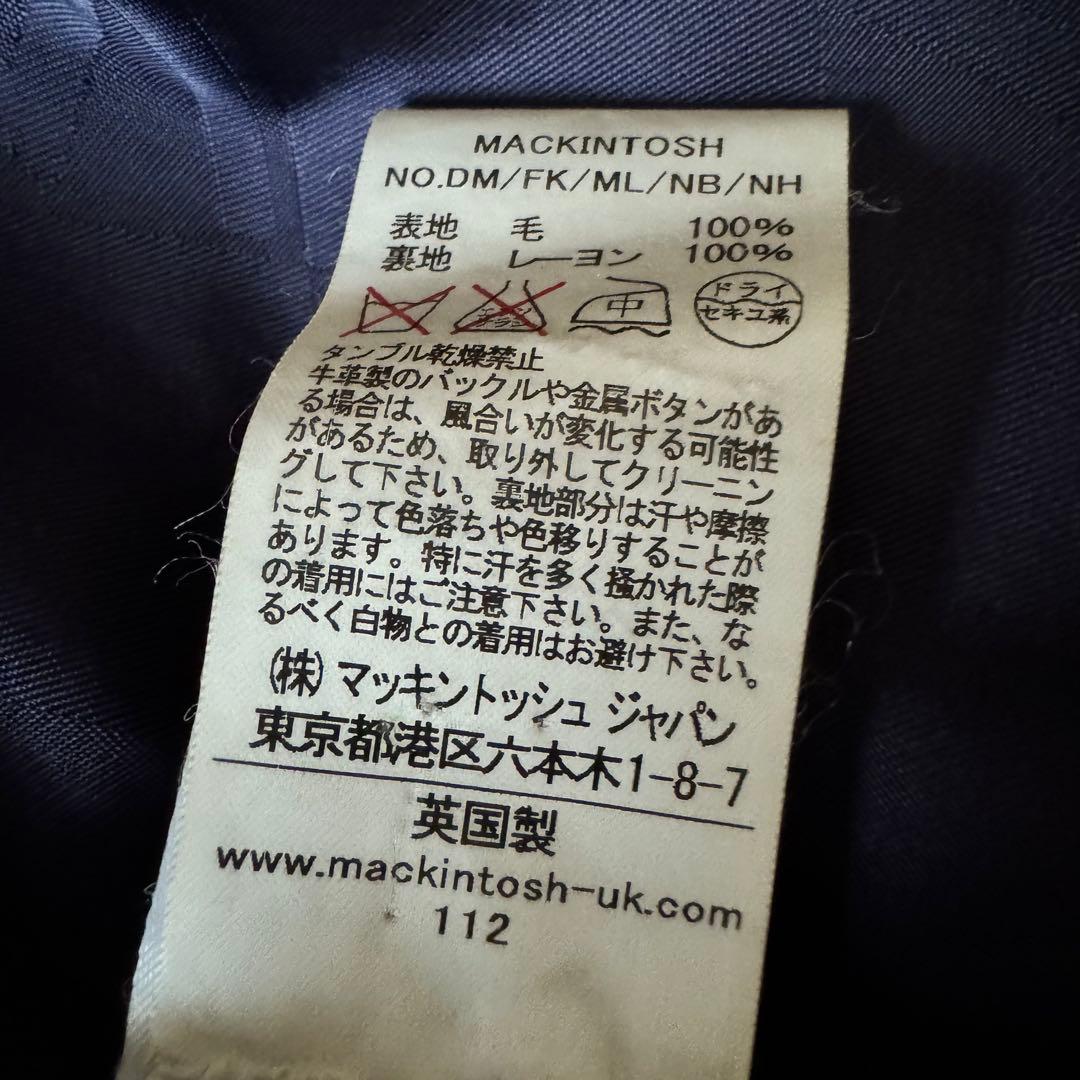 MACKINTOSH
NO.DM/FK/ML/NB/NH
表地 毛 100%
裏地 レーヨン 100%
エンソ サラシ 中 ドライ セキユ系
タンブル乾燥禁止
牛革製のバックルや金属ボタンがあ
る場合は、風合いが変化する可能性
があるため、取り外してクリーニン
グして下さい。裏地部分は汗や摩擦
によって色落ちや色移りすることが
あります。特に汗を多く掻かれた際
の着用にはご注意下さい。また、な
るべく白物との着用はお避け下さい。
(株)マッキントッシュ ジャパン
東京都港区六本木1-8-7
英国製
www.mackintosh-uk.com
112